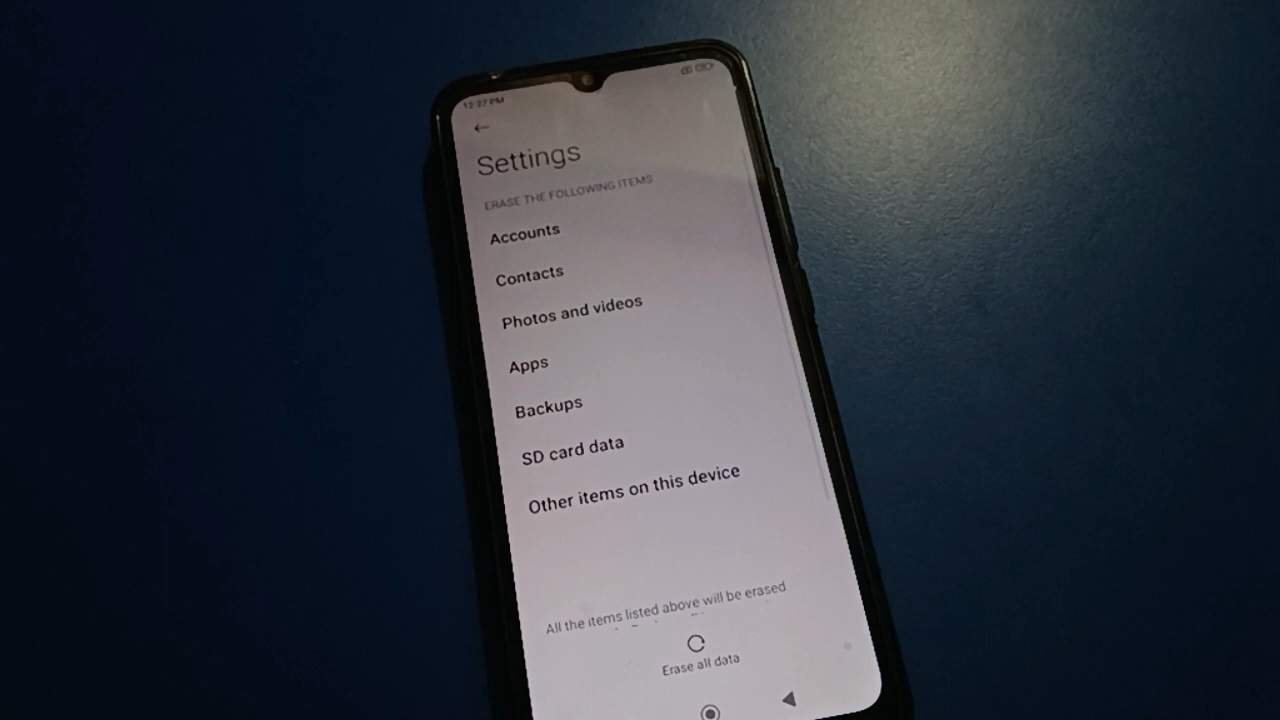 12:27 PM
Settings
ERASE THE FOLLOWING ITEMS
Accounts
Contacts
Photos and videos
Apps
Backups
SD card data
Other items on this device
All the items listed above will be erased
Erase all data